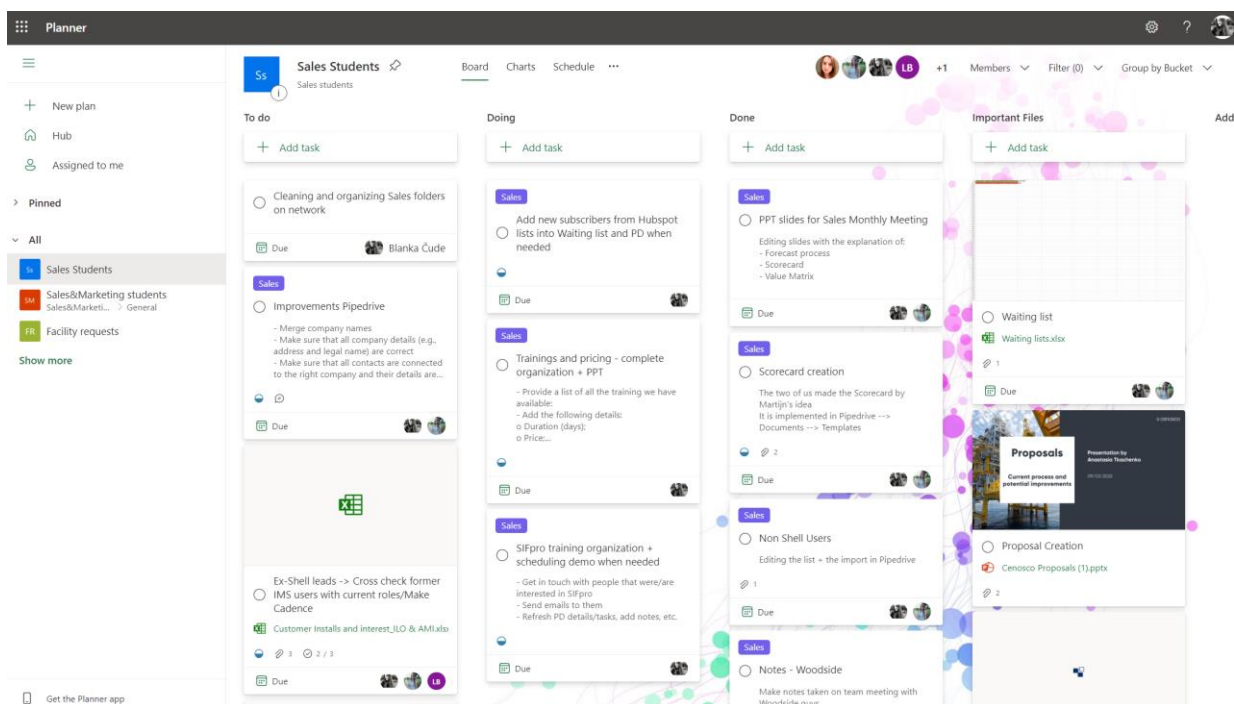 Planner
?
Ss
Sales Students
Sales students
Board
Charts
Schedule
LB
+1
Members
Filter (0)
Group by Bucket
New plan
Hub
Assigned to me
Pinned
All
Ss Sales Students
SM Sales&Marketing students
Sales&Marketi... > General
FR Facility requests
Show more
Get the Planner app
To do
+ Add task
Cleaning and organizing Sales folders
on network
Due
Blanka Čude
Sales
Improvements Pipedrive
- Merge company names
- Make sure that all company details (e.g.,
address and legal name) are correct
- Make sure that all contacts are connected
to the right company and their details are...
Due
Ex-Shell leads -> Cross check former
IMS users with current roles/Make
Cadence
Customer Installs and interest_ILO & AMI.xlsx
3
2 / 3
Due
LB
Doing
+ Add task
Sales
Add new subscribers from Hubspot
lists into Waiting list and PD when
needed
Due
Sales
Trainings and pricing - complete
organization + PPT
- Provide a list of all the training we have
available:
- Add the following details:
o Duration (days);
o Price;...
Due
Sales
SIFpro training organization +
scheduling demo when needed
- Get in touch with people that were/are
interested in SIFpro
- Send emails to them
- Refresh PD details/tasks, add notes, etc.
Due
Done
+ Add task
Sales
PPT slides for Sales Monthly Meeting
Editing slides with the explanation of:
- Forecast process
- Scorecard
- Value Matrix
Due
Sales
Scorecard creation
The two of us made the Scorecard by
Martijn's idea
It is implemented in Pipedrive -->
Documents --> Templates
2
Due
Sales
Non Shell Users
Editing the list + the import in Pipedrive
1
Due
Sales
Notes - Woodside
Make notes taken on team meeting with
Woodside guys
Important Files
+ Add task
Waiting list
Waiting lists.xlsx
1
Due
Proposals
Current process and
potential improvements
Presentation by
Anastasia Tkachenko
Proposal Creation
Cenosco Proposals (1).pptx
2
Add